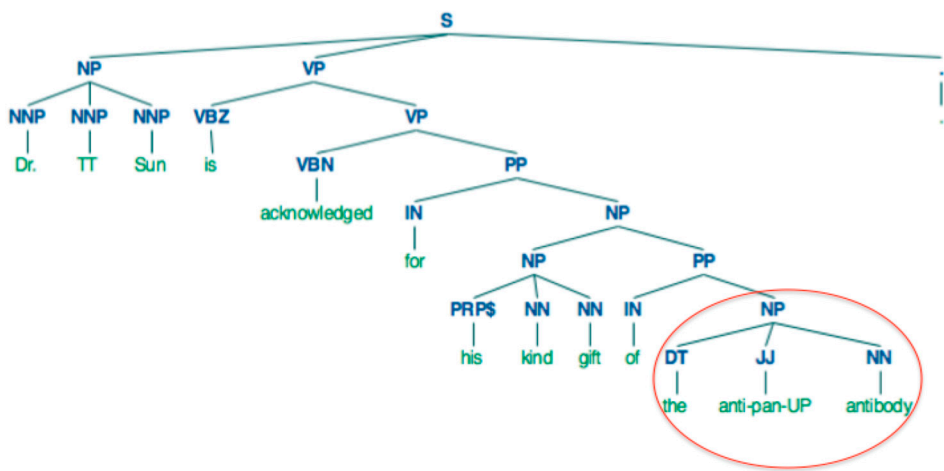 S
NP VP .
NNP NNP NNP VBZ VP .
Dr. TT Sun is VBN PP
acknowledged IN NP
for NP PP
PRP$ NN NN IN NP
his kind gift of DT JJ NN
the anti-pan-UP antibody